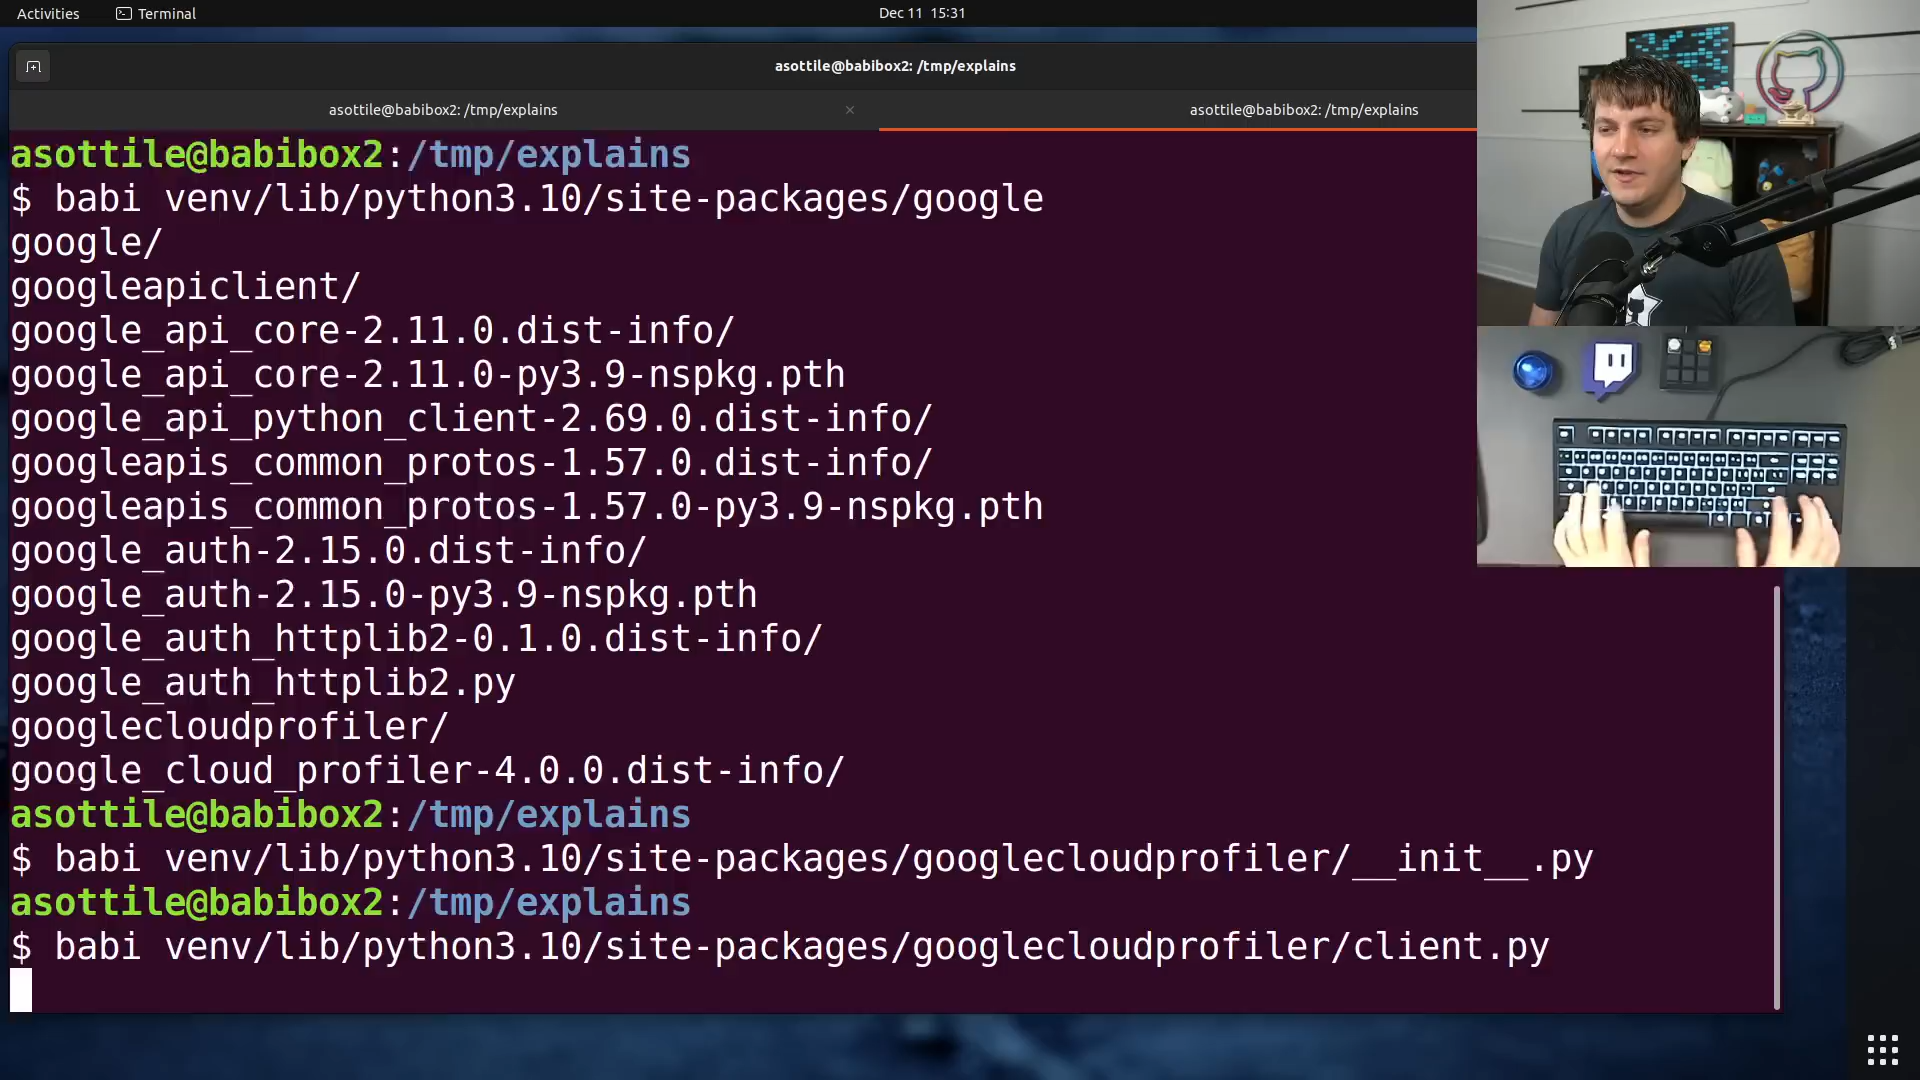 Activities
Terminal
Dec 11 15:31
asottile@babibox2: /tmp/explains
asottile@babibox2: /tmp/explains
×
asottile@babibox2: /tmp/explains
asottile@babibox2:/tmp/explains
$ babi venv/lib/python3.10/site-packages/google
google/
googleapiclient/
google_api_core-2.11.0.dist-info/
google_api_core-2.11.0-py3.9-nspkg.pth
google_api_python_client-2.69.0.dist-info/
googleapis_common_protos-1.57.0.dist-info/
googleapis_common_protos-1.57.0-py3.9-nspkg.pth
google_auth-2.15.0.dist-info/
google_auth-2.15.0-py3.9-nspkg.pth
google_auth_httplib2-0.1.0.dist-info/
google_auth_httplib2.py
googlecloudprofiler/
google_cloud_profiler-4.0.0.dist-info/
asottile@babibox2:/tmp/explains
$ babi venv/lib/python3.10/site-packages/googlecloudprofiler/__init__.py
asottile@babibox2:/tmp/explains
$ babi venv/lib/python3.10/site-packages/googlecloudprofiler/client.py